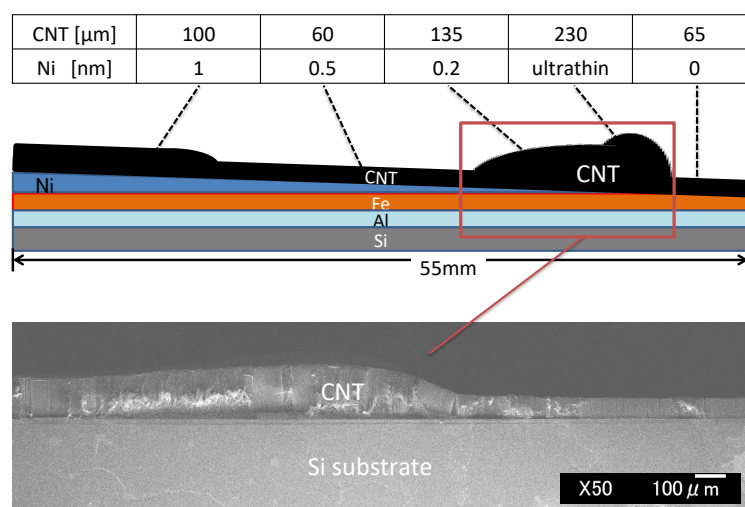 CNT [μm] 100 60 135 230 65
Ni [nm] 1 0.5 0.2 ultrathin 0
CNT
CNT
Ni
Fe
Al
Si
55mm
CNT
Si substrate
X50 100 μm